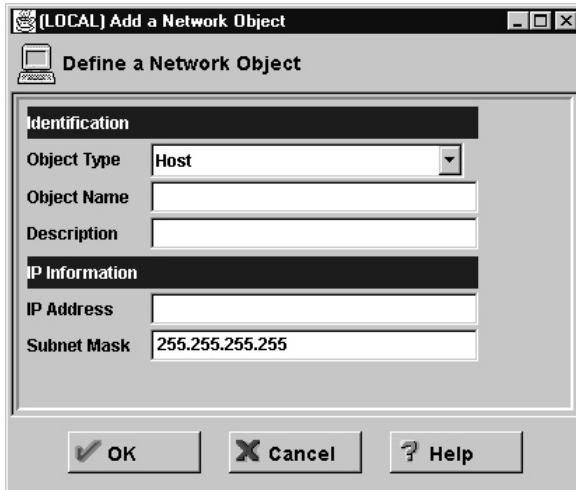 (LOCAL) Add a Network Object
Define a Network Object
Identification
Object Type Host
Object Name
Description
IP Information
IP Address
Subnet Mask 255.255.255.255
OK Cancel Help